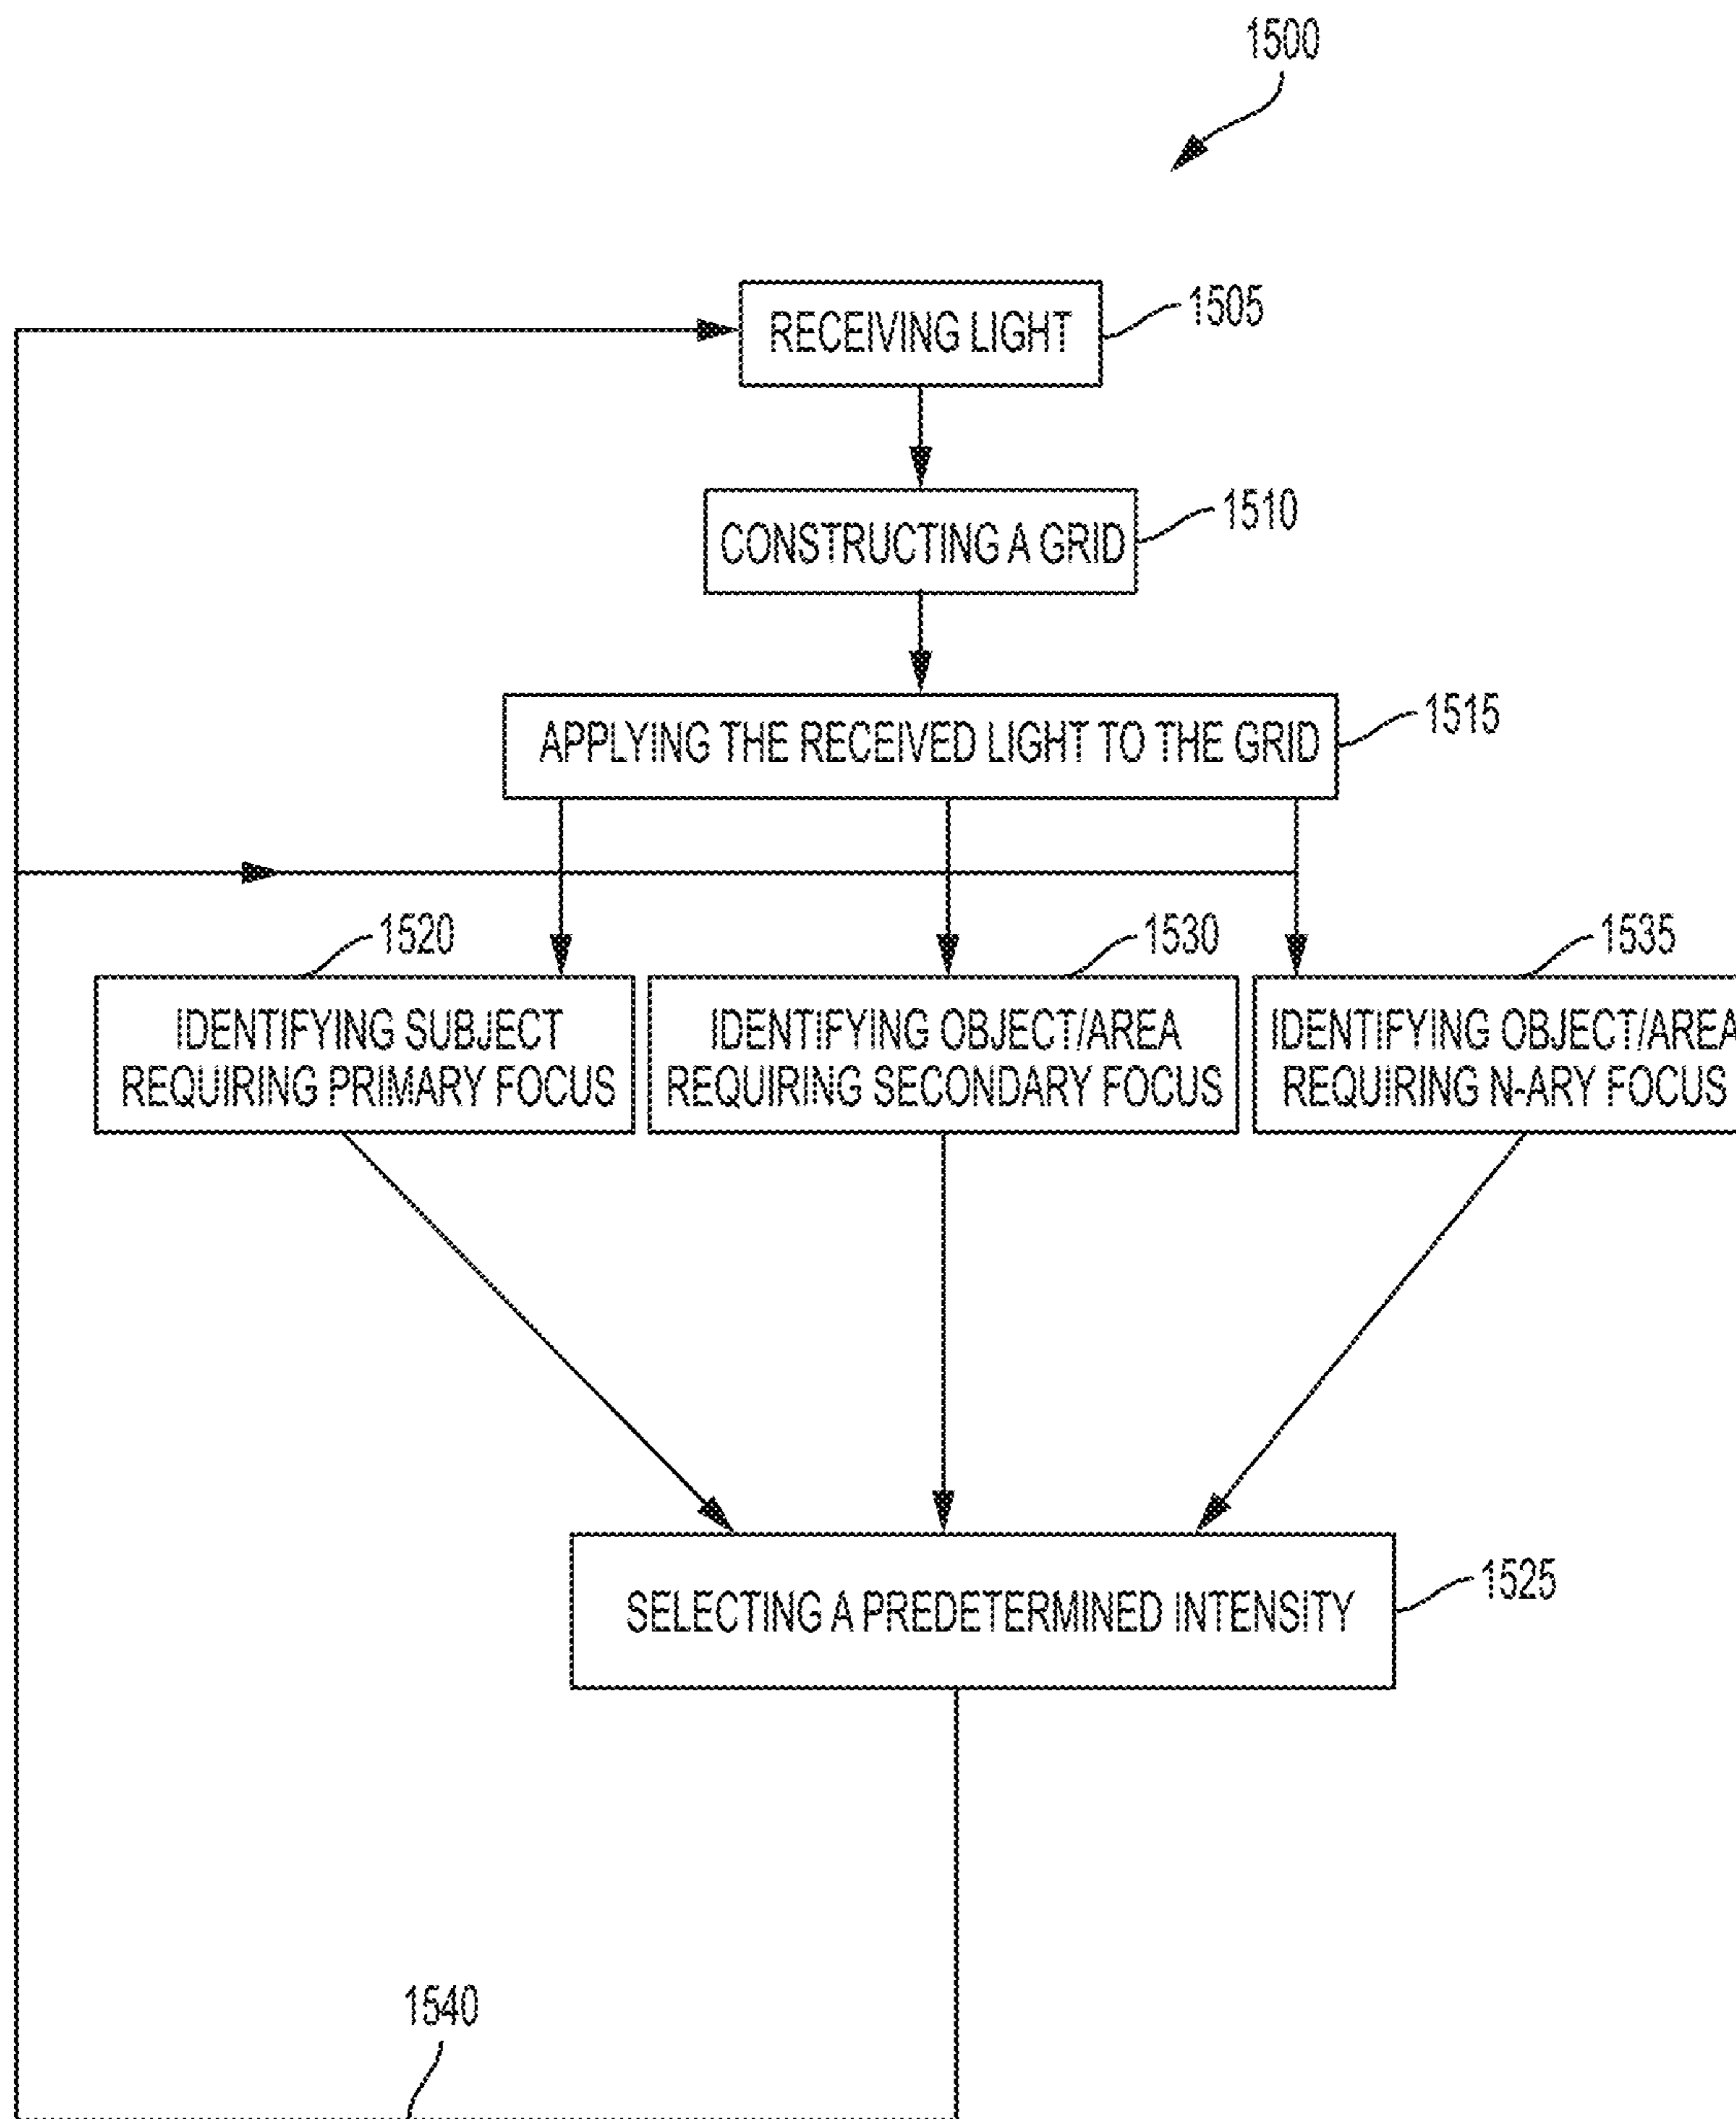 1500
RECEIVING LIGHT
1505
CONSTRUCTING A GRID
1510
APPLYING THE RECEIVED LIGHT TO THE GRID
1515
1520
IDENTIFYING SUBJECT
REQUIRING PRIMARY FOCUS
1530
IDENTIFYING OBJECT/AREA
REQUIRING SECONDARY FOCUS
1535
IDENTIFYING OBJECT/AREA
REQUIRING N-ARY FOCUS
SELECTING A PREDETERMINED INTENSITY
1525
1540